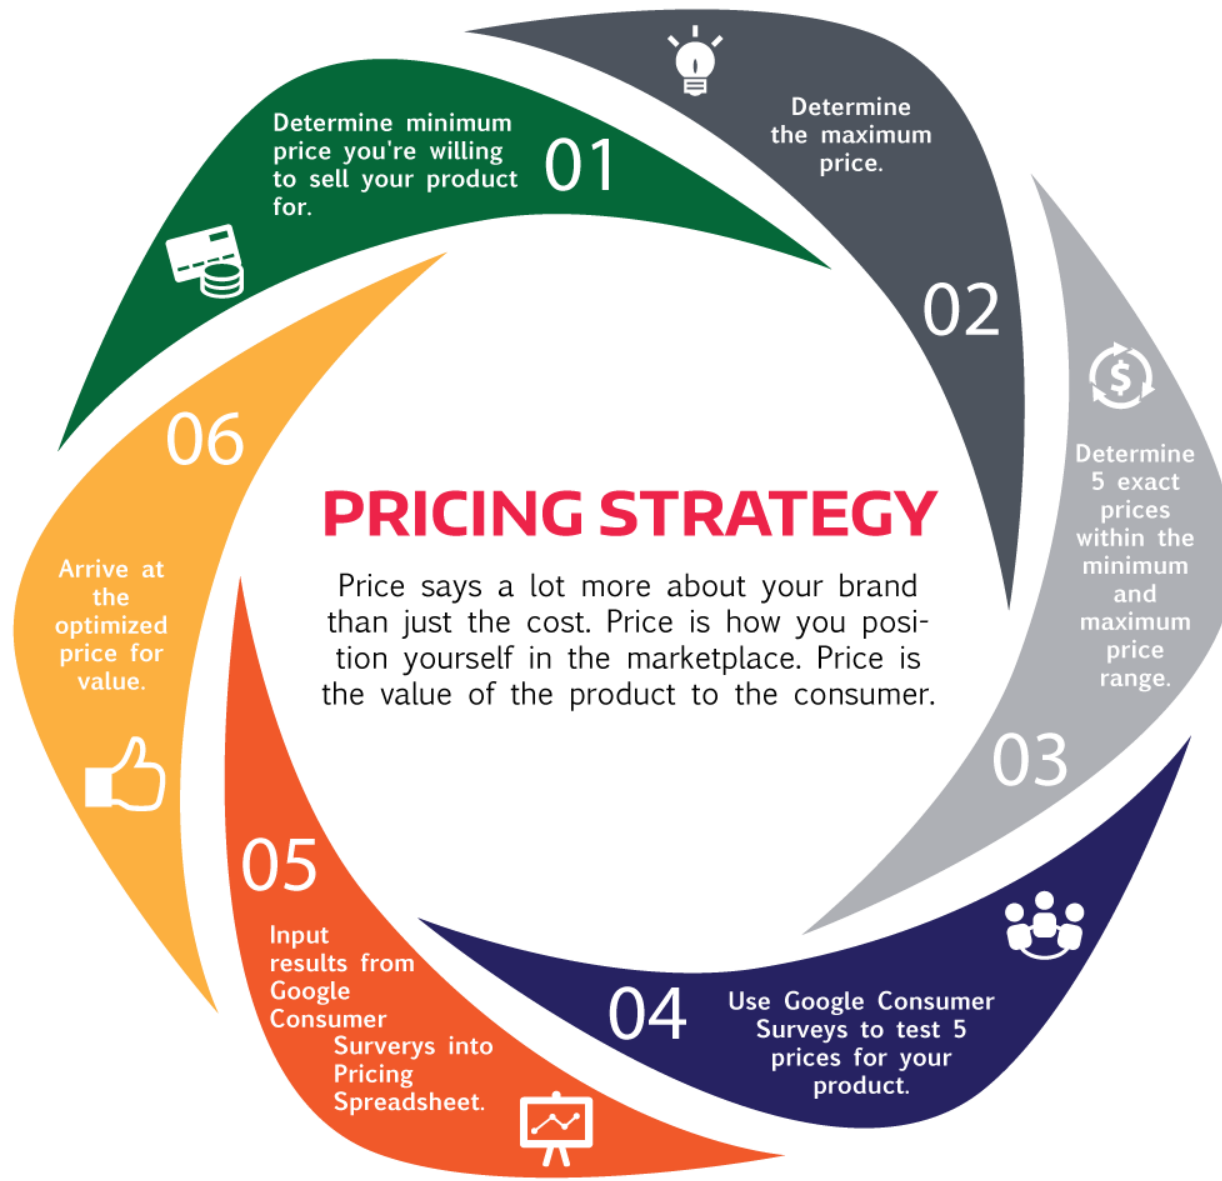 Determine minimum
price you're willing
to sell your product
for.
01
Determine
the maximum
price.
02
Determine
5 exact
prices
within the
minimum
and
maximum
price
range.
03
Use Google Consumer
Surveys to test 5
prices for your
product.
04
05
Input
results from
Google
Consumer
Surverys into
Pricing
Spreadsheet.
06
Arrive at
the
optimized
price for
value.
PRICING STRATEGY
Price says a lot more about your brand
than just the cost. Price is how you posi-
tion yourself in the marketplace. Price is
the value of the product to the consumer.
$